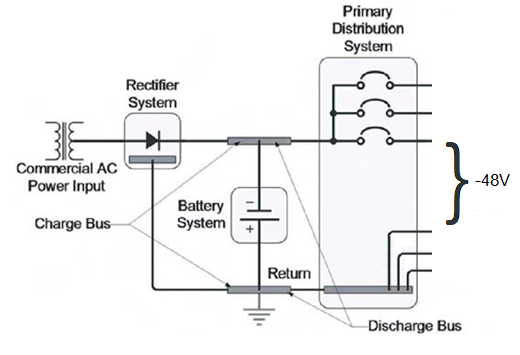 Primary
Distribution
System
Rectifier
System
Commercial AC
Power Input
-48V
Battery
System
−
+
Charge Bus
Return
Discharge Bus